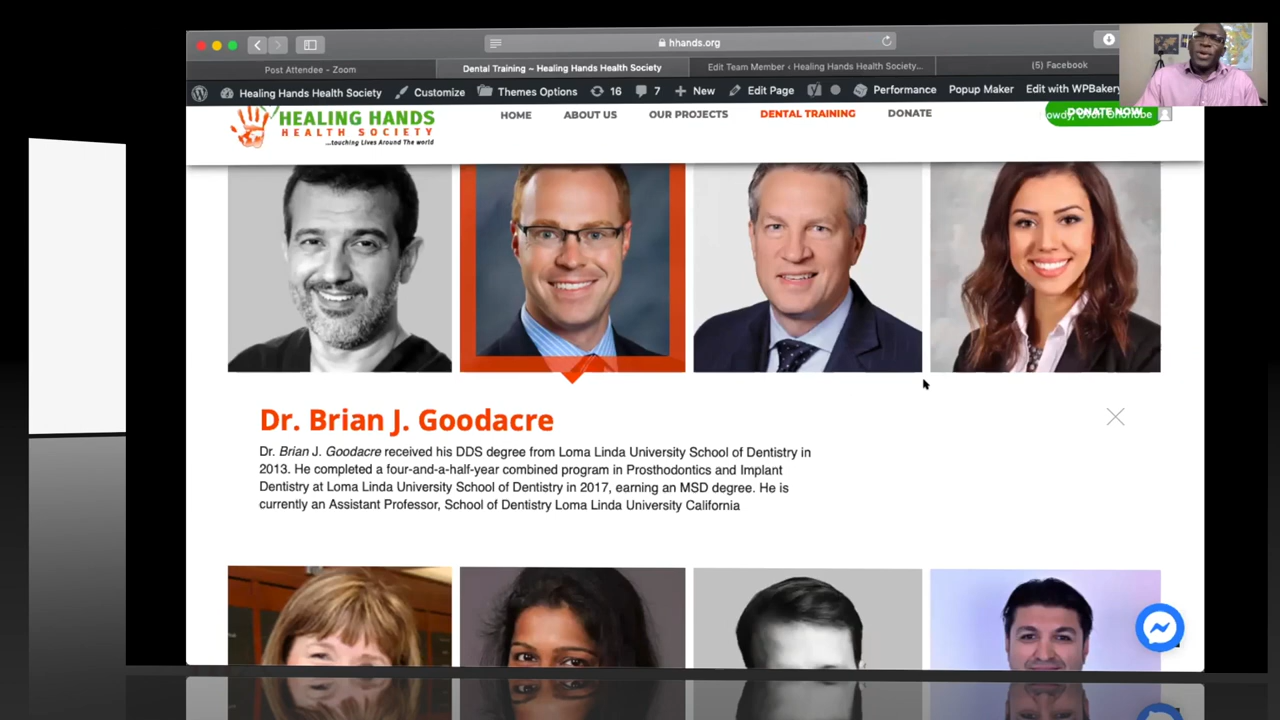 hhands.org
Post Attendee - Zoom
Dental Training ~ Healing Hands Health Society
Edit Team Member ‹ Healing Hands Health Society...
(5) Facebook
Healing Hands Health Society
Customize
Themes Options
16
7
New
Edit Page
Performance
Popup Maker
Edit with WPBakery
HEALING HANDS
HEALTH SOCIETY
...touching Lives Around The world
HOME
ABOUT US
OUR PROJECTS
DENTAL TRAINING
DONATE
DONATE NOW
Dr. Brian J. Goodacre
Dr. Brian J. Goodacre received his DDS degree from Loma Linda University School of Dentistry in
2013. He completed a four-and-a-half-year combined program in Prosthodontics and Implant
Dentistry at Loma Linda University School of Dentistry in 2017, earning an MSD degree. He is
currently an Assistant Professor, School of Dentistry Loma Linda University California